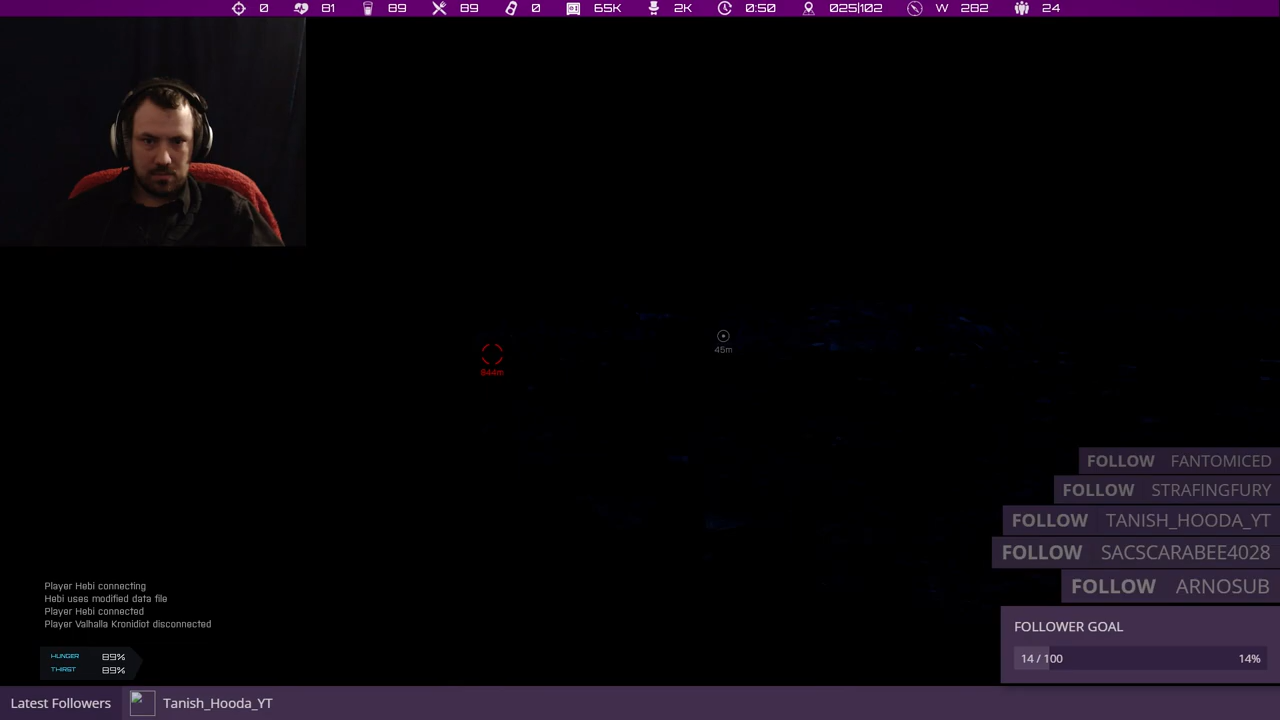 0 81 89 89 0 65K 2K 0:50 025|102 W 282 24
45m
944m
FOLLOW FANTOMICED
FOLLOW STRAFINGFURY
FOLLOW TANISH_HOODA_YT
FOLLOW SACSCARABEE4028
FOLLOW ARNOSUB
Player Hebi connecting
Hebi uses modified data file
Player Hebi connected
Player Valhalla Kronidiot disconnected
FOLLOWER GOAL
14 / 100 14%
HUNGER 89%
THIRST 89%
Latest Followers Tanish_Hooda_YT